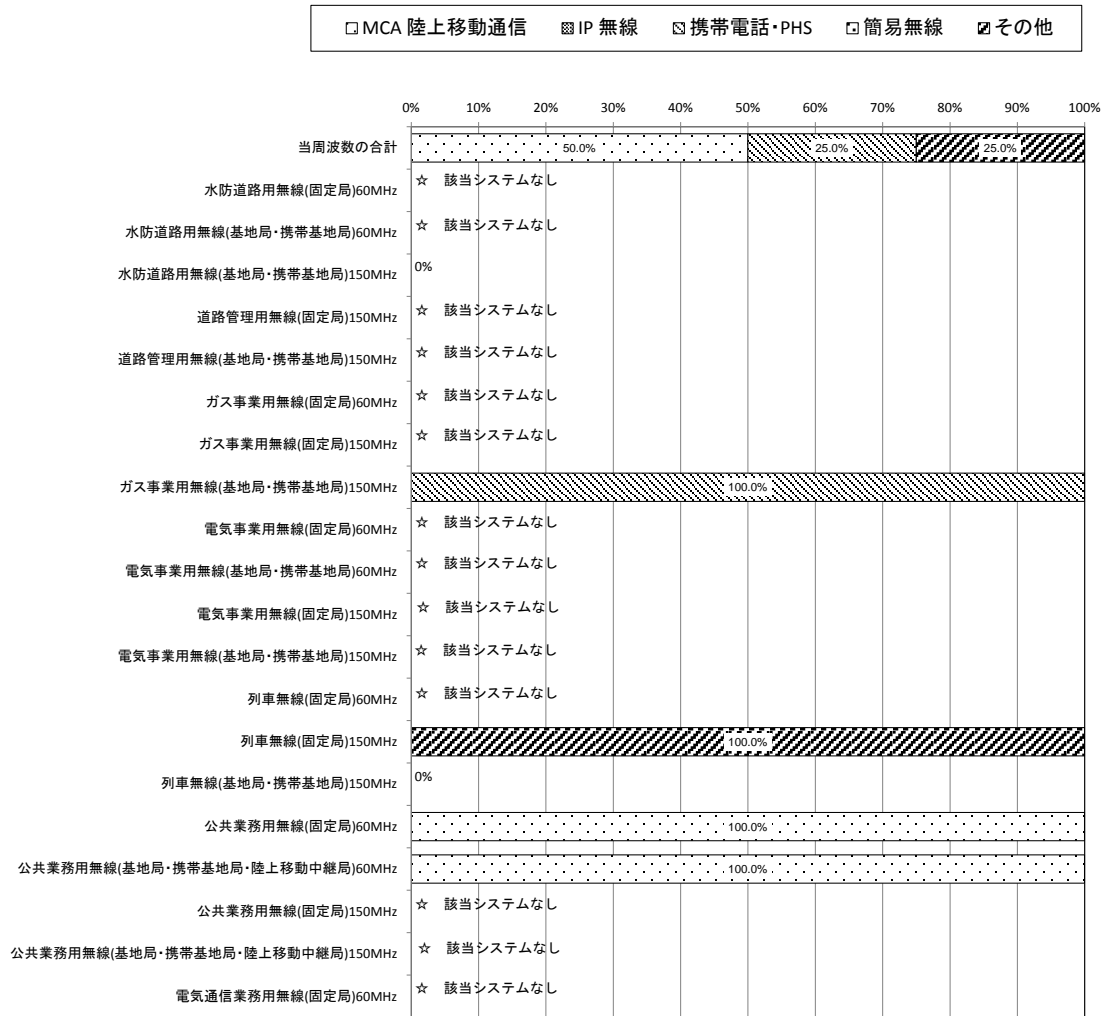 MCA 陸上移動通信 IP 無線 携帯電話・PHS 簡易無線 その他
0% 10% 20% 30% 40% 50% 60% 70% 80% 90% 100%
当周波数の合計 50.0% 25.0% 25.0%
水防道路用無線(固定局)60MHz ☆ 該当システムなし
水防道路用無線(基地局・携帯基地局)60MHz ☆ 該当システムなし
水防道路用無線(基地局・携帯基地局)150MHz 0%
道路管理用無線(固定局)150MHz ☆ 該当システムなし
道路管理用無線(基地局・携帯基地局)150MHz ☆ 該当システムなし
ガス事業用無線(固定局)60MHz ☆ 該当システムなし
ガス事業用無線(固定局)150MHz ☆ 該当システムなし
ガス事業用無線(基地局・携帯基地局)150MHz 100.0%
電気事業用無線(固定局)60MHz ☆ 該当システムなし
電気事業用無線(基地局・携帯基地局)60MHz ☆ 該当システムなし
電気事業用無線(固定局)150MHz ☆ 該当システムなし
電気事業用無線(基地局・携帯基地局)150MHz ☆ 該当システムなし
列車無線(固定局)60MHz ☆ 該当システムなし
列車無線(固定局)150MHz 100.0%
列車無線(基地局・携帯基地局)150MHz 0%
公共業務用無線(固定局)60MHz 100.0%
公共業務用無線(基地局・携帯基地局・陸上移動中継局)60MHz 100.0%
公共業務用無線(固定局)150MHz ☆ 該当システムなし
公共業務用無線(基地局・携帯基地局・陸上移動中継局)150MHz ☆ 該当システムなし
電気通信業務用無線(固定局)60MHz ☆ 該当システムなし